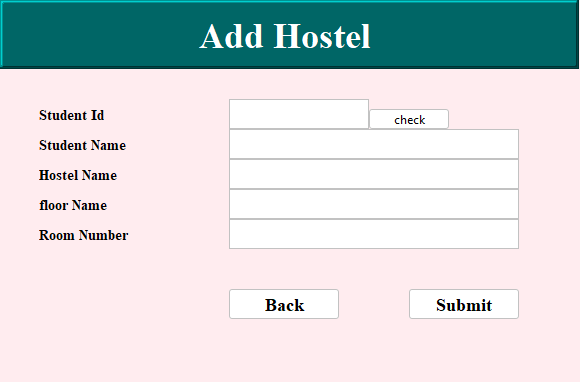 Add Hostel
Student Id
check
Student Name
Hostel Name
floor Name
Room Number
Back
Submit